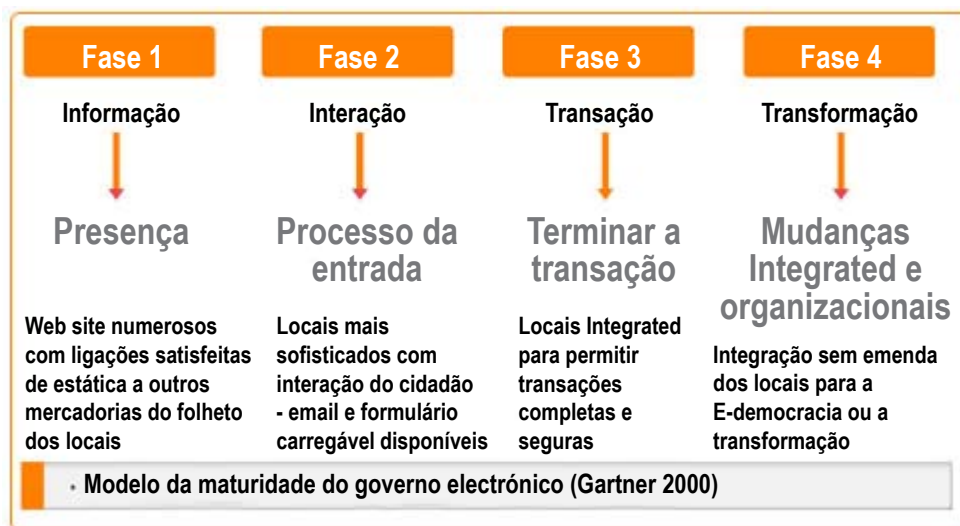 Fase 1
Informação
Presença
Web site numerosos
com ligações satisfeitas
de estática a outros
mercadorias do folheto
dos locais
Fase 2
Interação
Processo da
entrada
Locais mais
sofisticados com
interação do cidadão
- email e formulário
carregável disponíveis
Fase 3
Transação
Terminar a
transação
Locais Integrated
para permitir
transações
completas e
seguras
Fase 4
Transformação
Mudanças
Integrated e
organizacionais
Integração sem emenda
dos locais para a
E-democracia ou a
transformação
· Modelo da maturidade do governo electrónico (Gartner 2000)